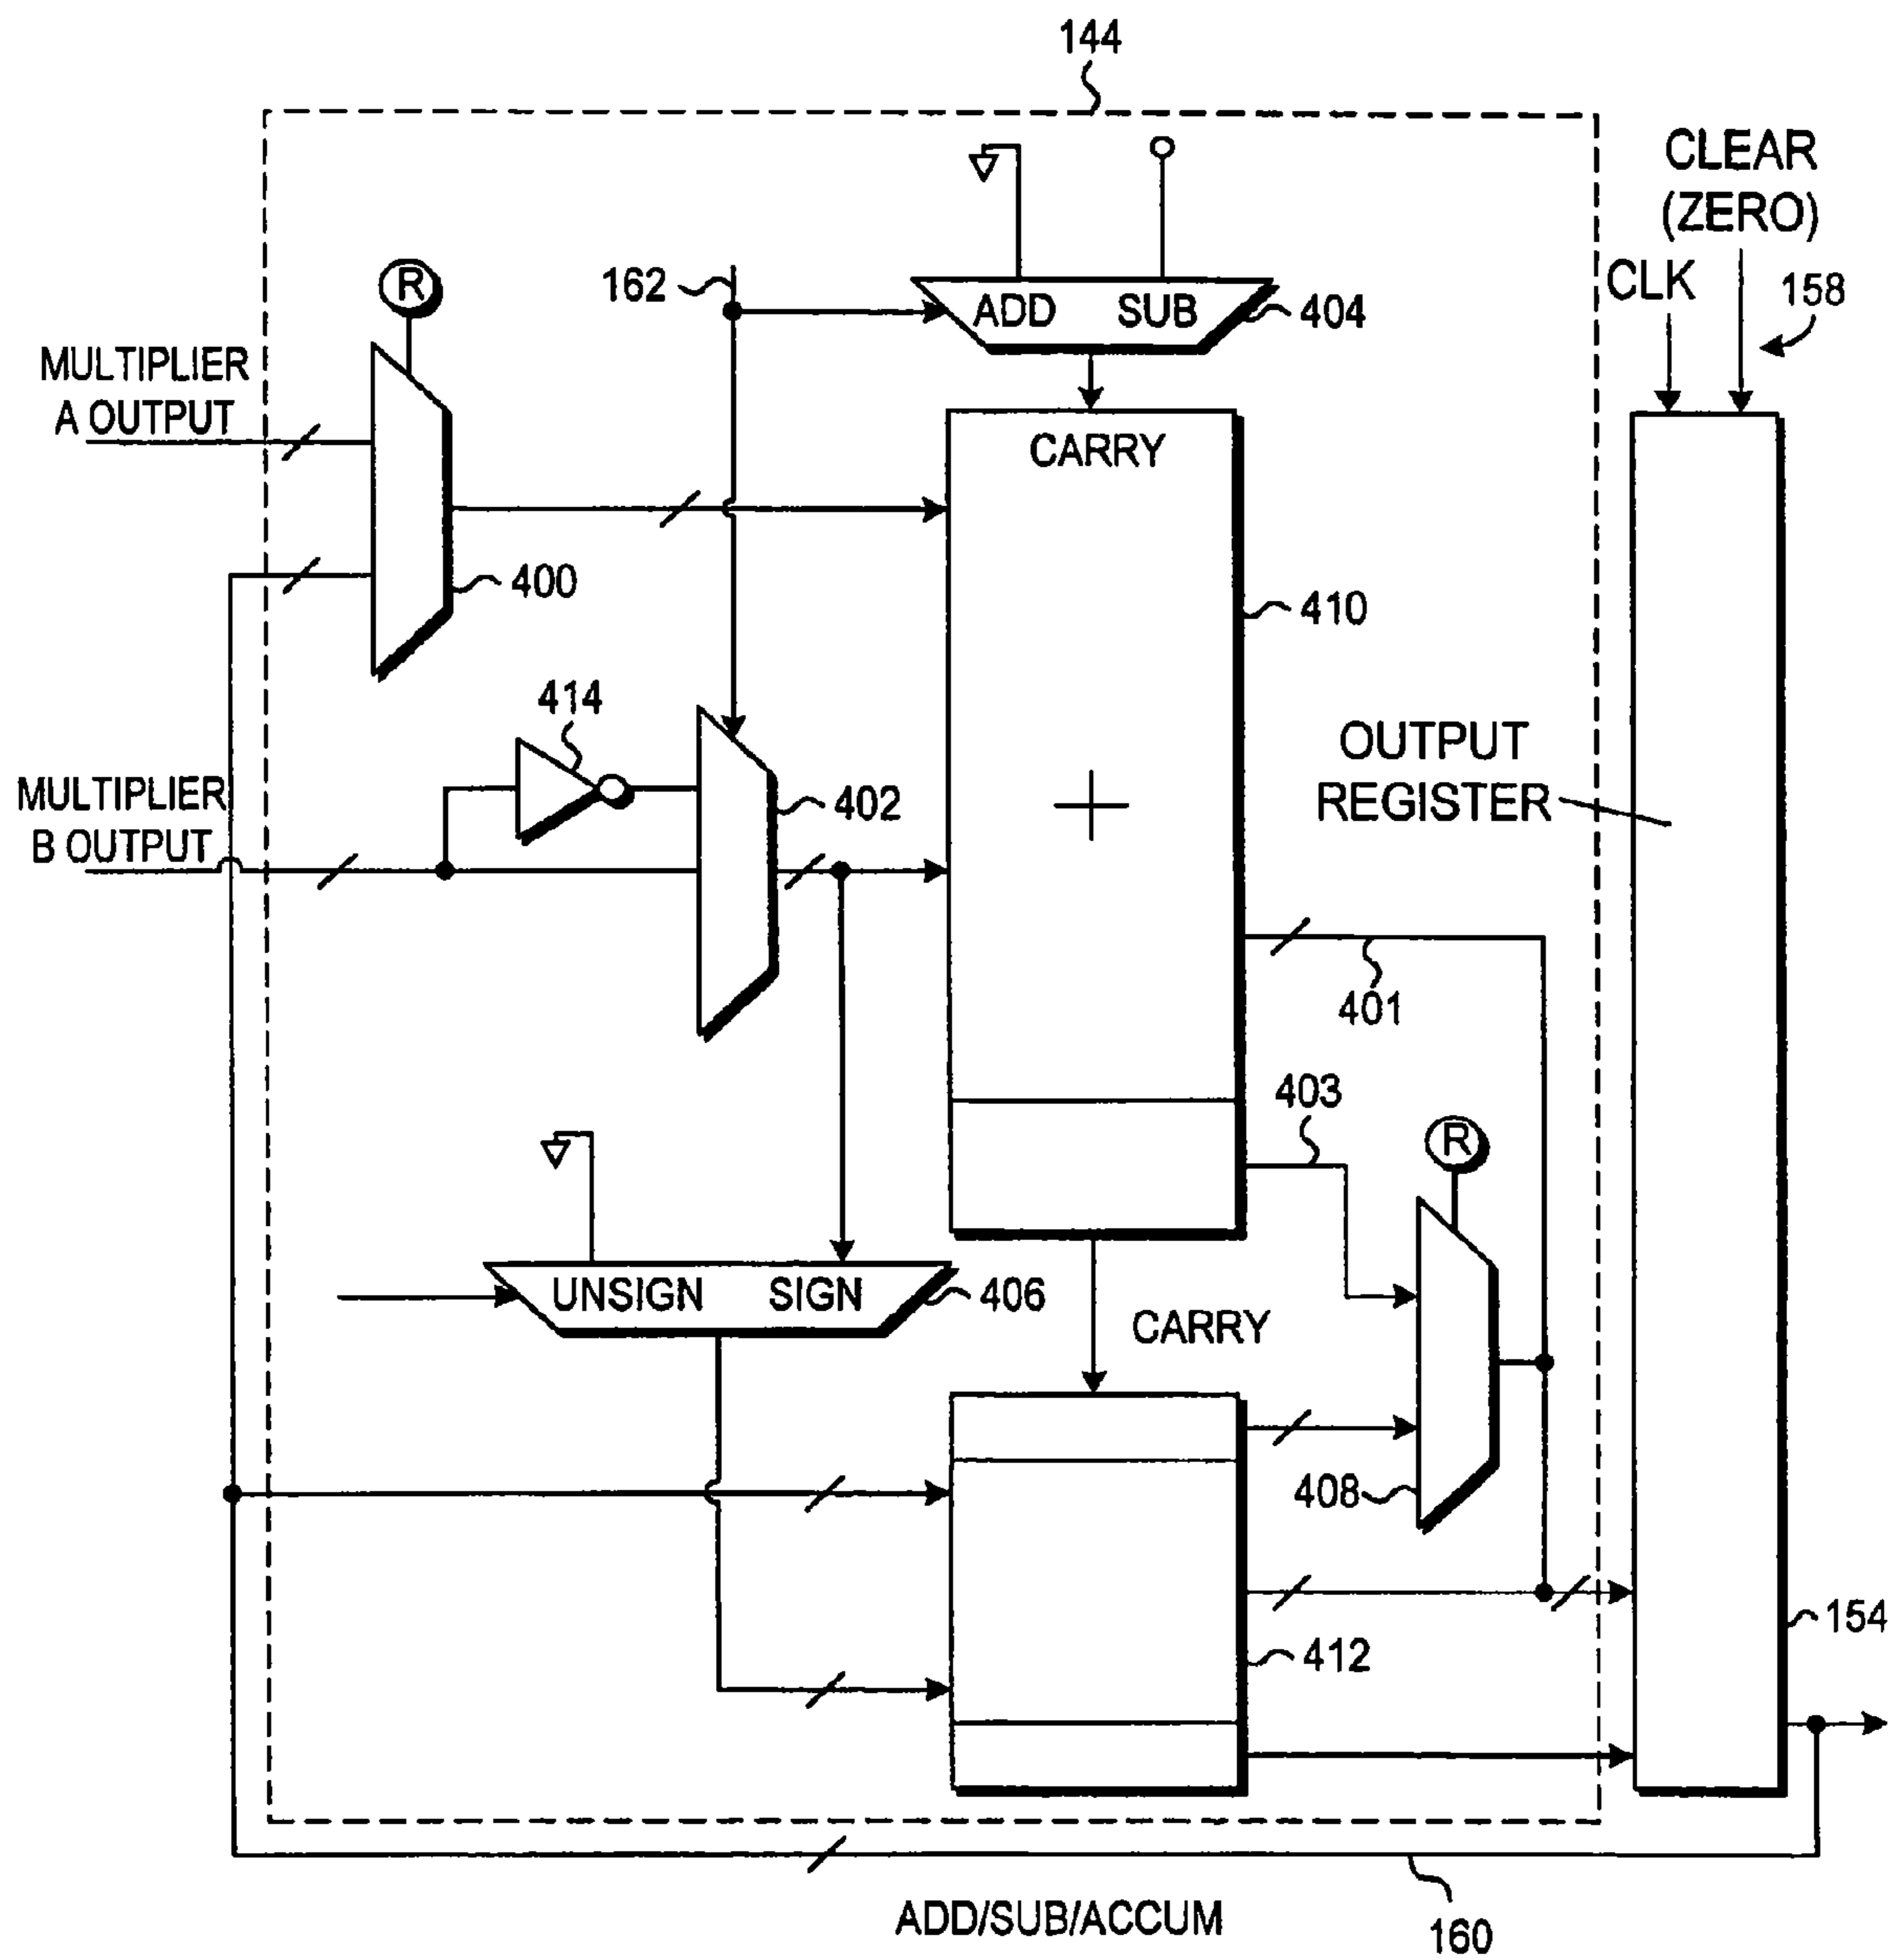 144
CLEAR
(ZERO)
CLK
158
162
R
ADD SUB
404
MULTIPLIER
A OUTPUT
CARRY
400
410
414
402
OUTPUT
REGISTER
MULTIPLIER
B OUTPUT
+
401
403
R
UNSIGN SIGN
406
CARRY
408
412
154
ADD/SUB/ACCUM
160